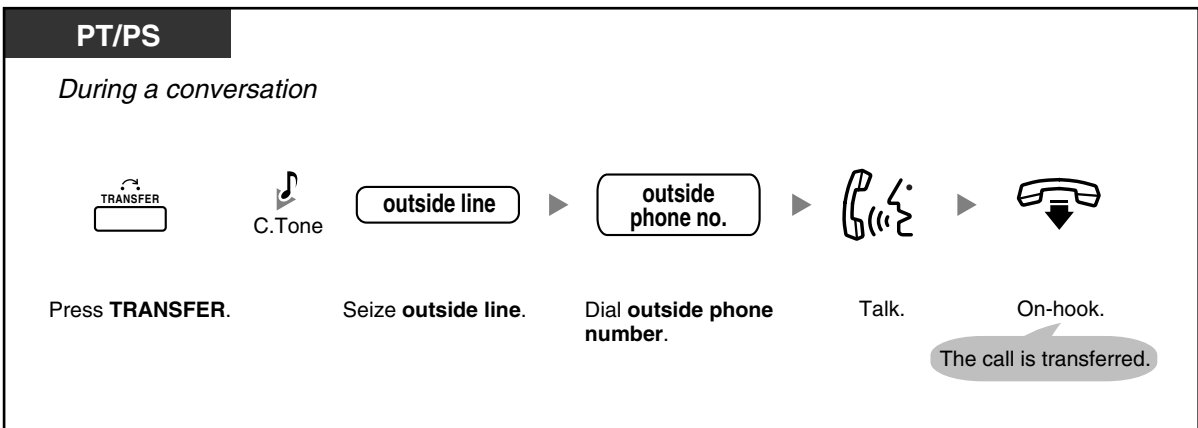 PT/PS
During a conversation
TRANSFER
C.Tone
outside line
outside
phone no.
Press TRANSFER.
Seize outside line.
Dial outside phone
number.
Talk.
On-hook.
The call is transferred.